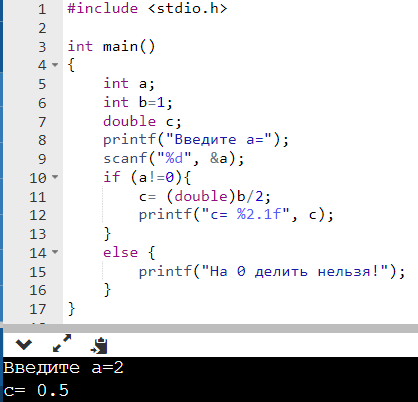 1 #include <stdio.h>
2
3 int main()
4 {
5 int a;
6 int b=1;
7 double c;
8 printf("Введите a=");
9 scanf("%d", &a);
10 if (a!=0){
11 c= (double)b/2;
12 printf("c= %2.1f", c);
13 }
14 else {
15 printf("На 0 делить нельзя!");
16 }
17 }
Введите a=2
c= 0.5